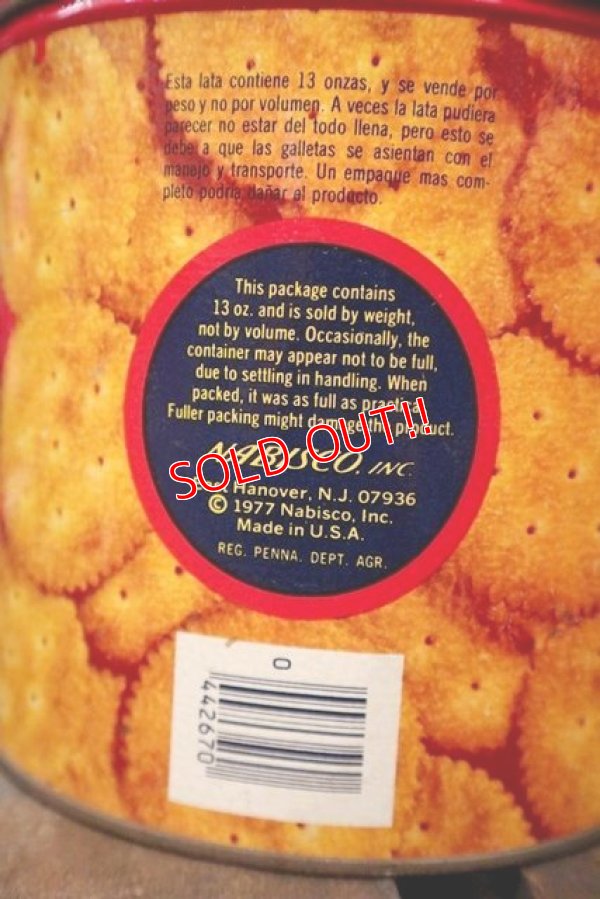 Esta lata contiene 13 onzas, y se vende por
peso y no por volumen. A veces la lata pudiera
parecer no estar del todo llena, pero esto se
debe a que las galletas se asientan con el
manejo y transporte. Un empaque mas com-
pleto podria dañar el producto.
This package contains
13 oz. and is sold by weight,
not by volume. Occasionally, the
container may appear not to be full,
due to settling in handling. When
packed, it was as full as practical.
Fuller packing might damage the product.
SOLD OUT!!
NABISCO, INC.
East Hanover, N.J. 07936
© 1977 Nabisco, Inc.
Made in U.S.A.
REG. PENNA. DEPT. AGR.
0
442670